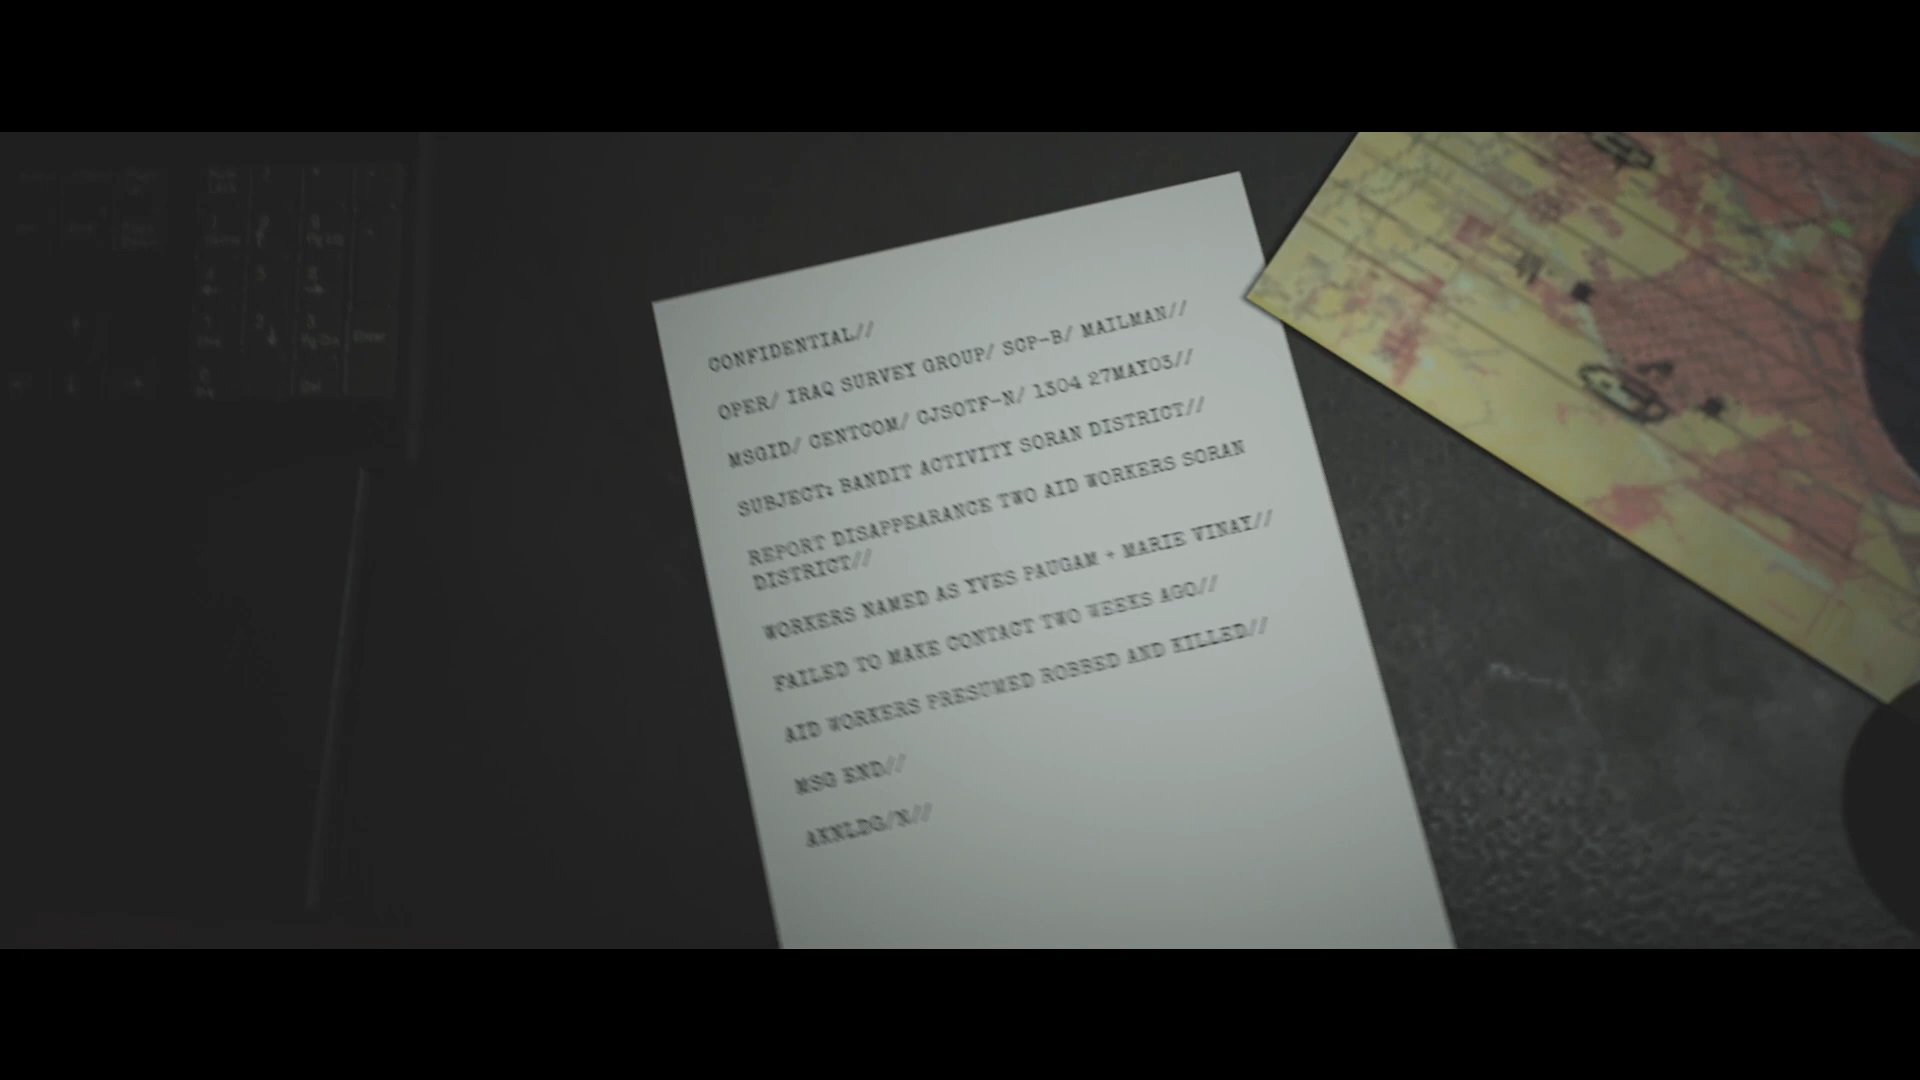 CONFIDENTIAL//
OPER/ IRAQ SURVEY GROUP/ SCP-B/ MAILMAN//
MSGID/ CENTCOM/ CJSOTF-N/ 1304 27MAY03//
SUBJECT: BANDIT ACTIVITY SORAN DISTRICT//
REPORT DISAPPEARANCE TWO AID WORKERS SORAN
DISTRICT//
WORKERS NAMED AS YVES PAUGAM + MARIE VINAY//
FAILED TO MAKE CONTACT TWO WEEKS AGO//
AID WORKERS PRESUMED ROBBED AND KILLED//
MSG END//
AKNLDG/N//